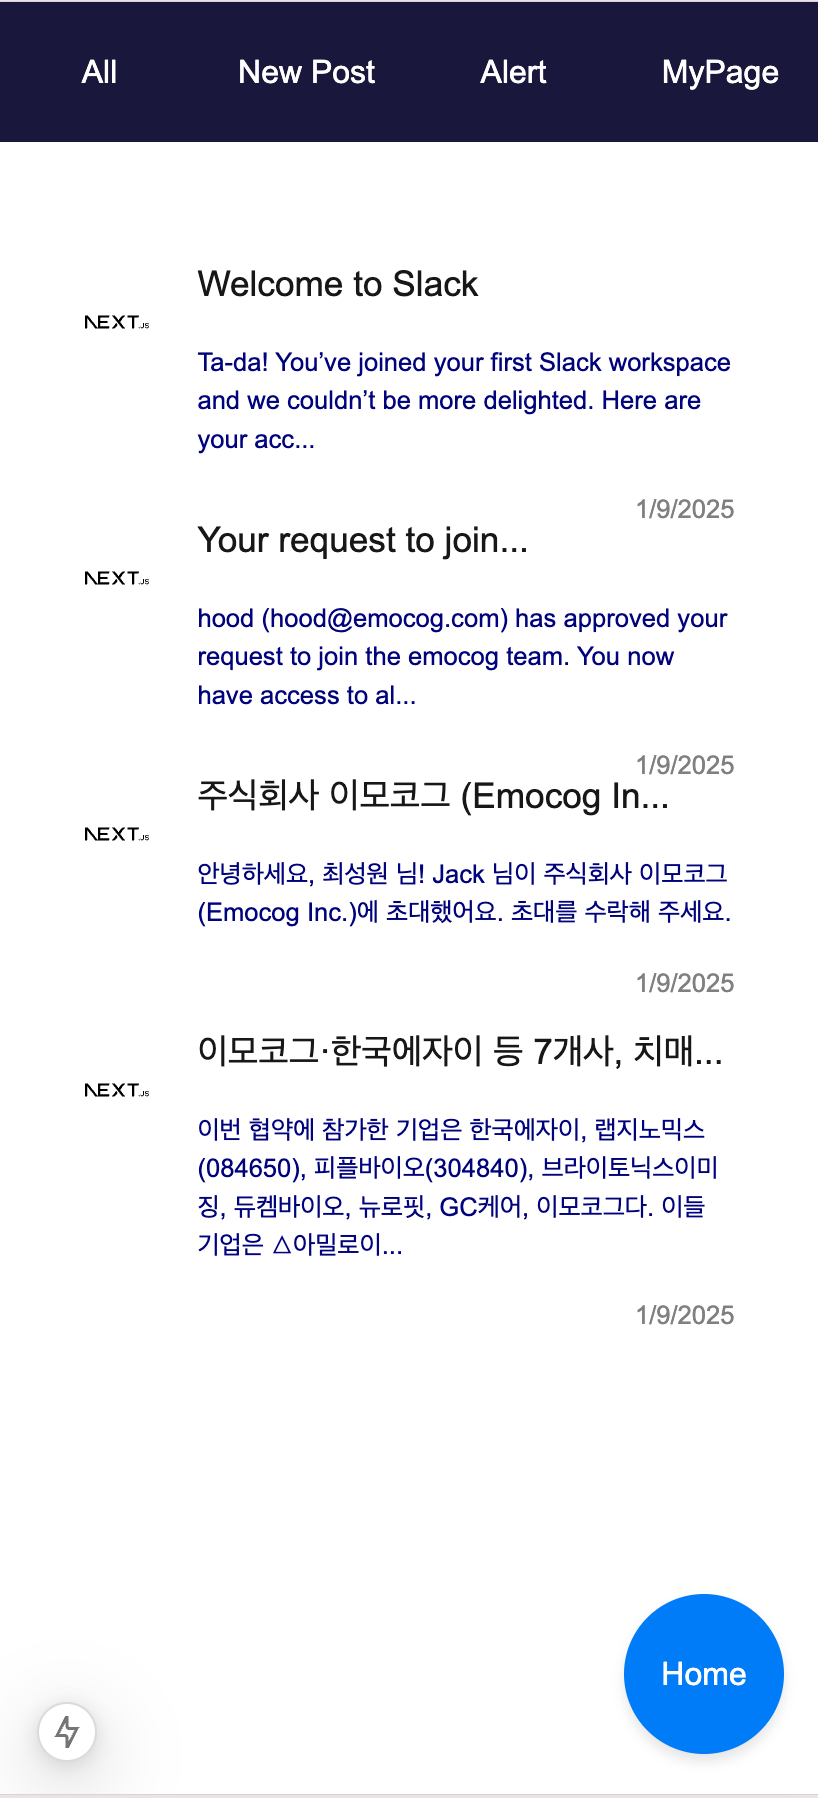 All New Post Alert MyPage
Welcome to Slack
NEXT.JS
Ta-da! You’ve joined your first Slack workspace
and we couldn’t be more delighted. Here are
your acc...
1/9/2025
Your request to join...
NEXT.JS
hood (hood@emocog.com) has approved your
request to join the emocog team. You now
have access to al...
1/9/2025
주식회사 이모코그 (Emocog In...
NEXT.JS
안녕하세요, 최성원 님! Jack 님이 주식회사 이모코그
(Emocog Inc.)에 초대했어요. 초대를 수락해 주세요.
1/9/2025
이모코그·한국에자이 등 7개사, 치매...
NEXT.JS
이번 협약에 참가한 기업은 한국에자이, 랩지노믹스
(084650), 피플바이오(304840), 브라이토닉스이미
징, 듀켐바이오, 뉴로핏, GC케어, 이모코그다. 이들
기업은 △아밀로이...
1/9/2025
Home